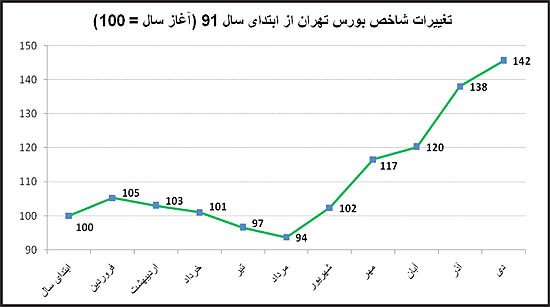 تغییرات شاخص بورس تهران از ابتدای سال 91 (آغاز سال = 100)
150
140
130
120
110
100
90
100
105
103
101
97
94
102
117
120
138
142
ابتدای سال
فروردین
اردیبهشت
خرداد
تیر
مرداد
شهریور
مهر
آبان
آذر
دی